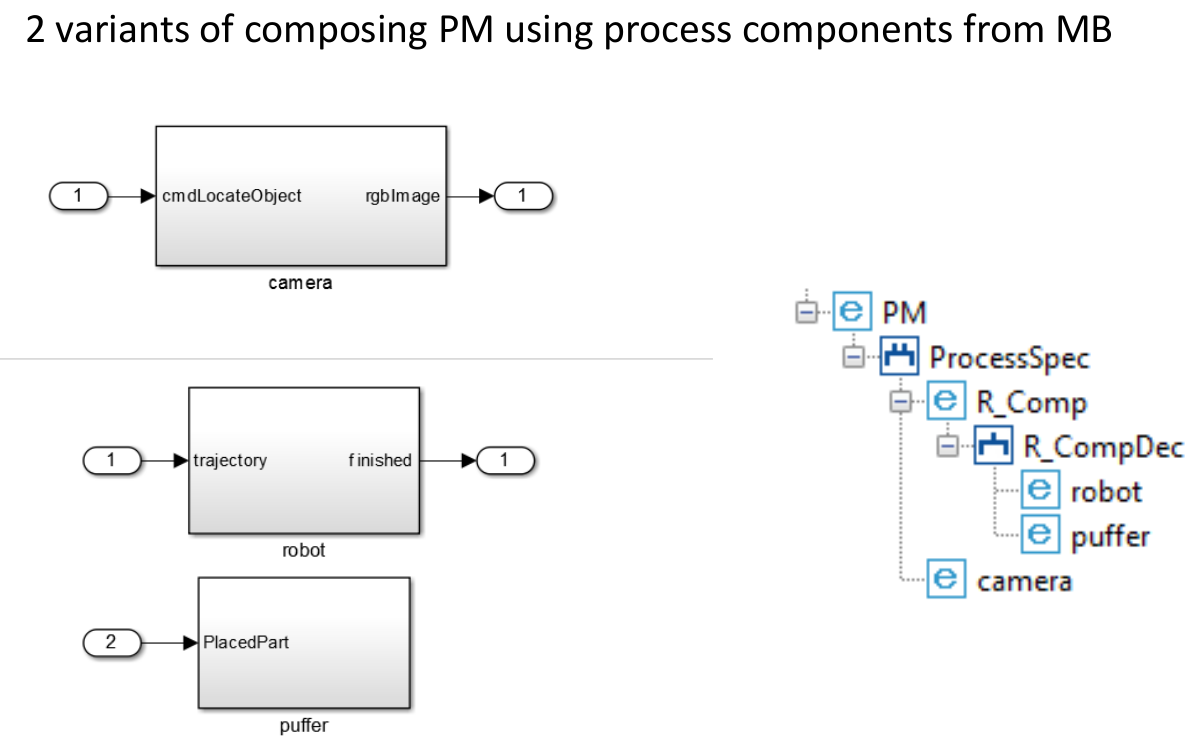 2 variants of composing PM using process components from MB
1
cmdLocateObject
rgbImage
1
camera
1
trajectory
finished
1
robot
2
PlacedPart
puffer
PM
ProcessSpec
R_Comp
R_CompDec
robot
puffer
camera